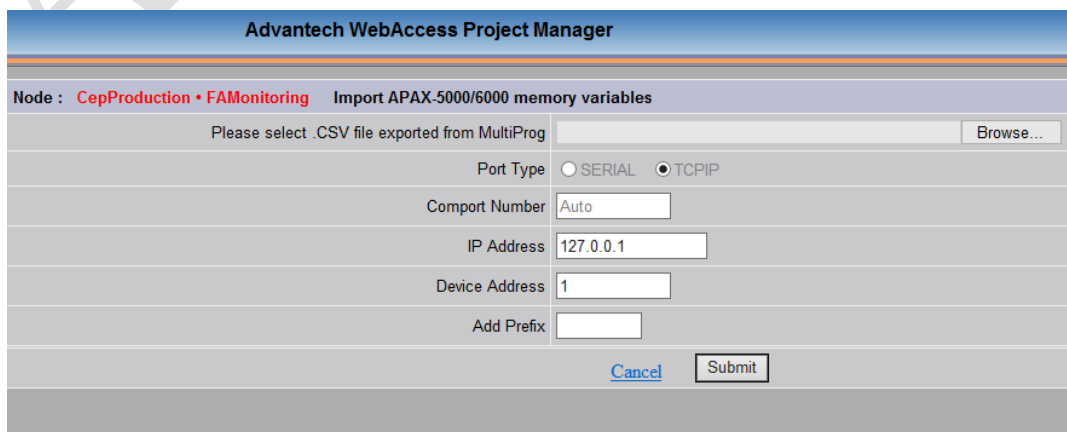 Advantech WebAccess Project Manager
Node : CepProduction • FAMonitoring Import APAX-5000/6000 memory variables
Please select .CSV file exported from MultiProg Browse...
Port Type SERIAL TCPIP
Comport Number Auto
IP Address 127.0.0.1
Device Address 1
Add Prefix
Cancel Submit